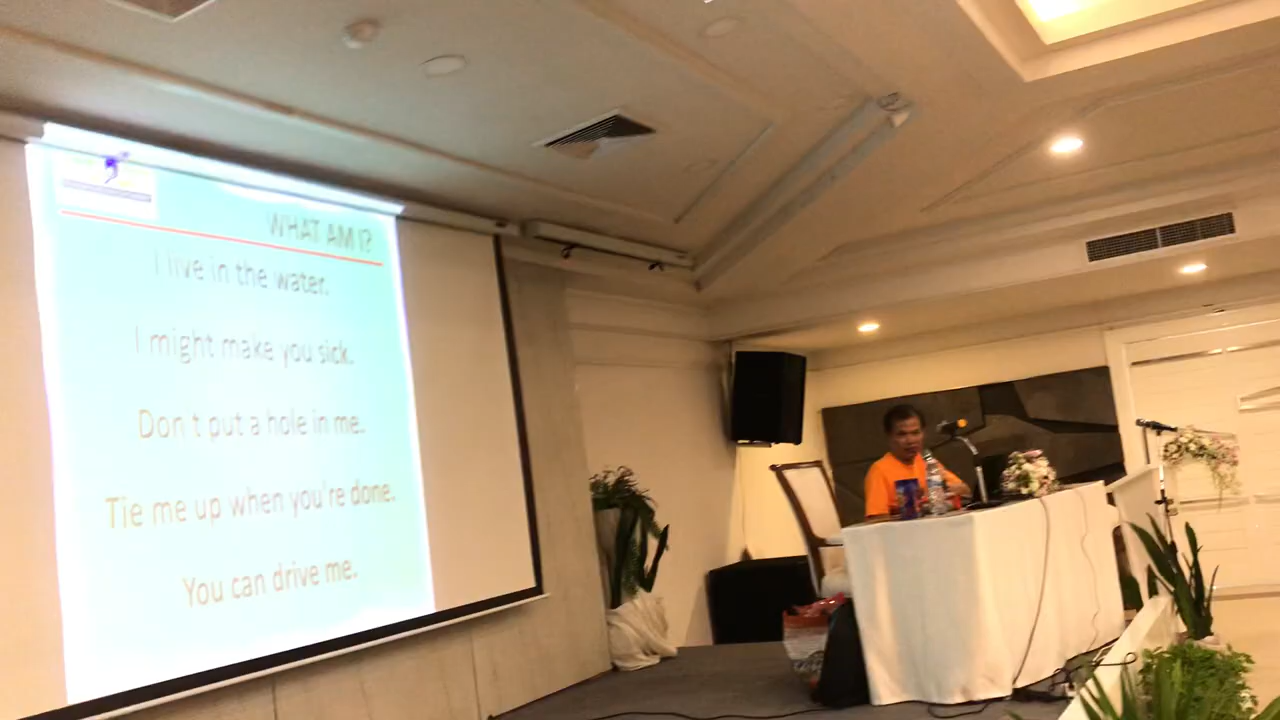 WHAT AM I?
I live in the water.
I might make you sick.
Don't put a hole in me.
Tie me up when you're done.
You can drive me.